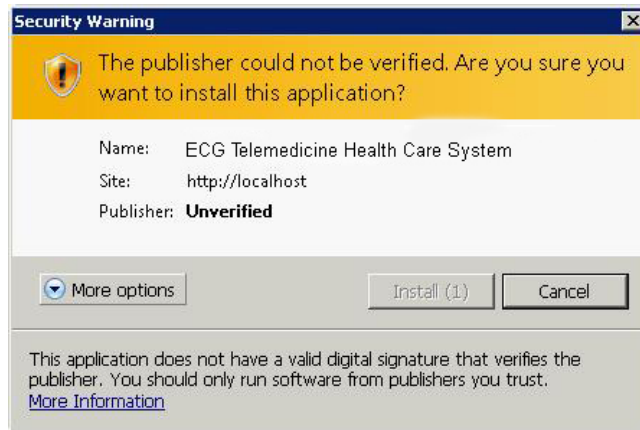 Security Warning
The publisher could not be verified. Are you sure you
want to install this application?
Name: ECG Telemedicine Health Care System
Site: http://localhost
Publisher: Unverified
More options
Install (1)
Cancel
This application does not have a valid digital signature that verifies the
publisher. You should only run software from publishers you trust.
More Information